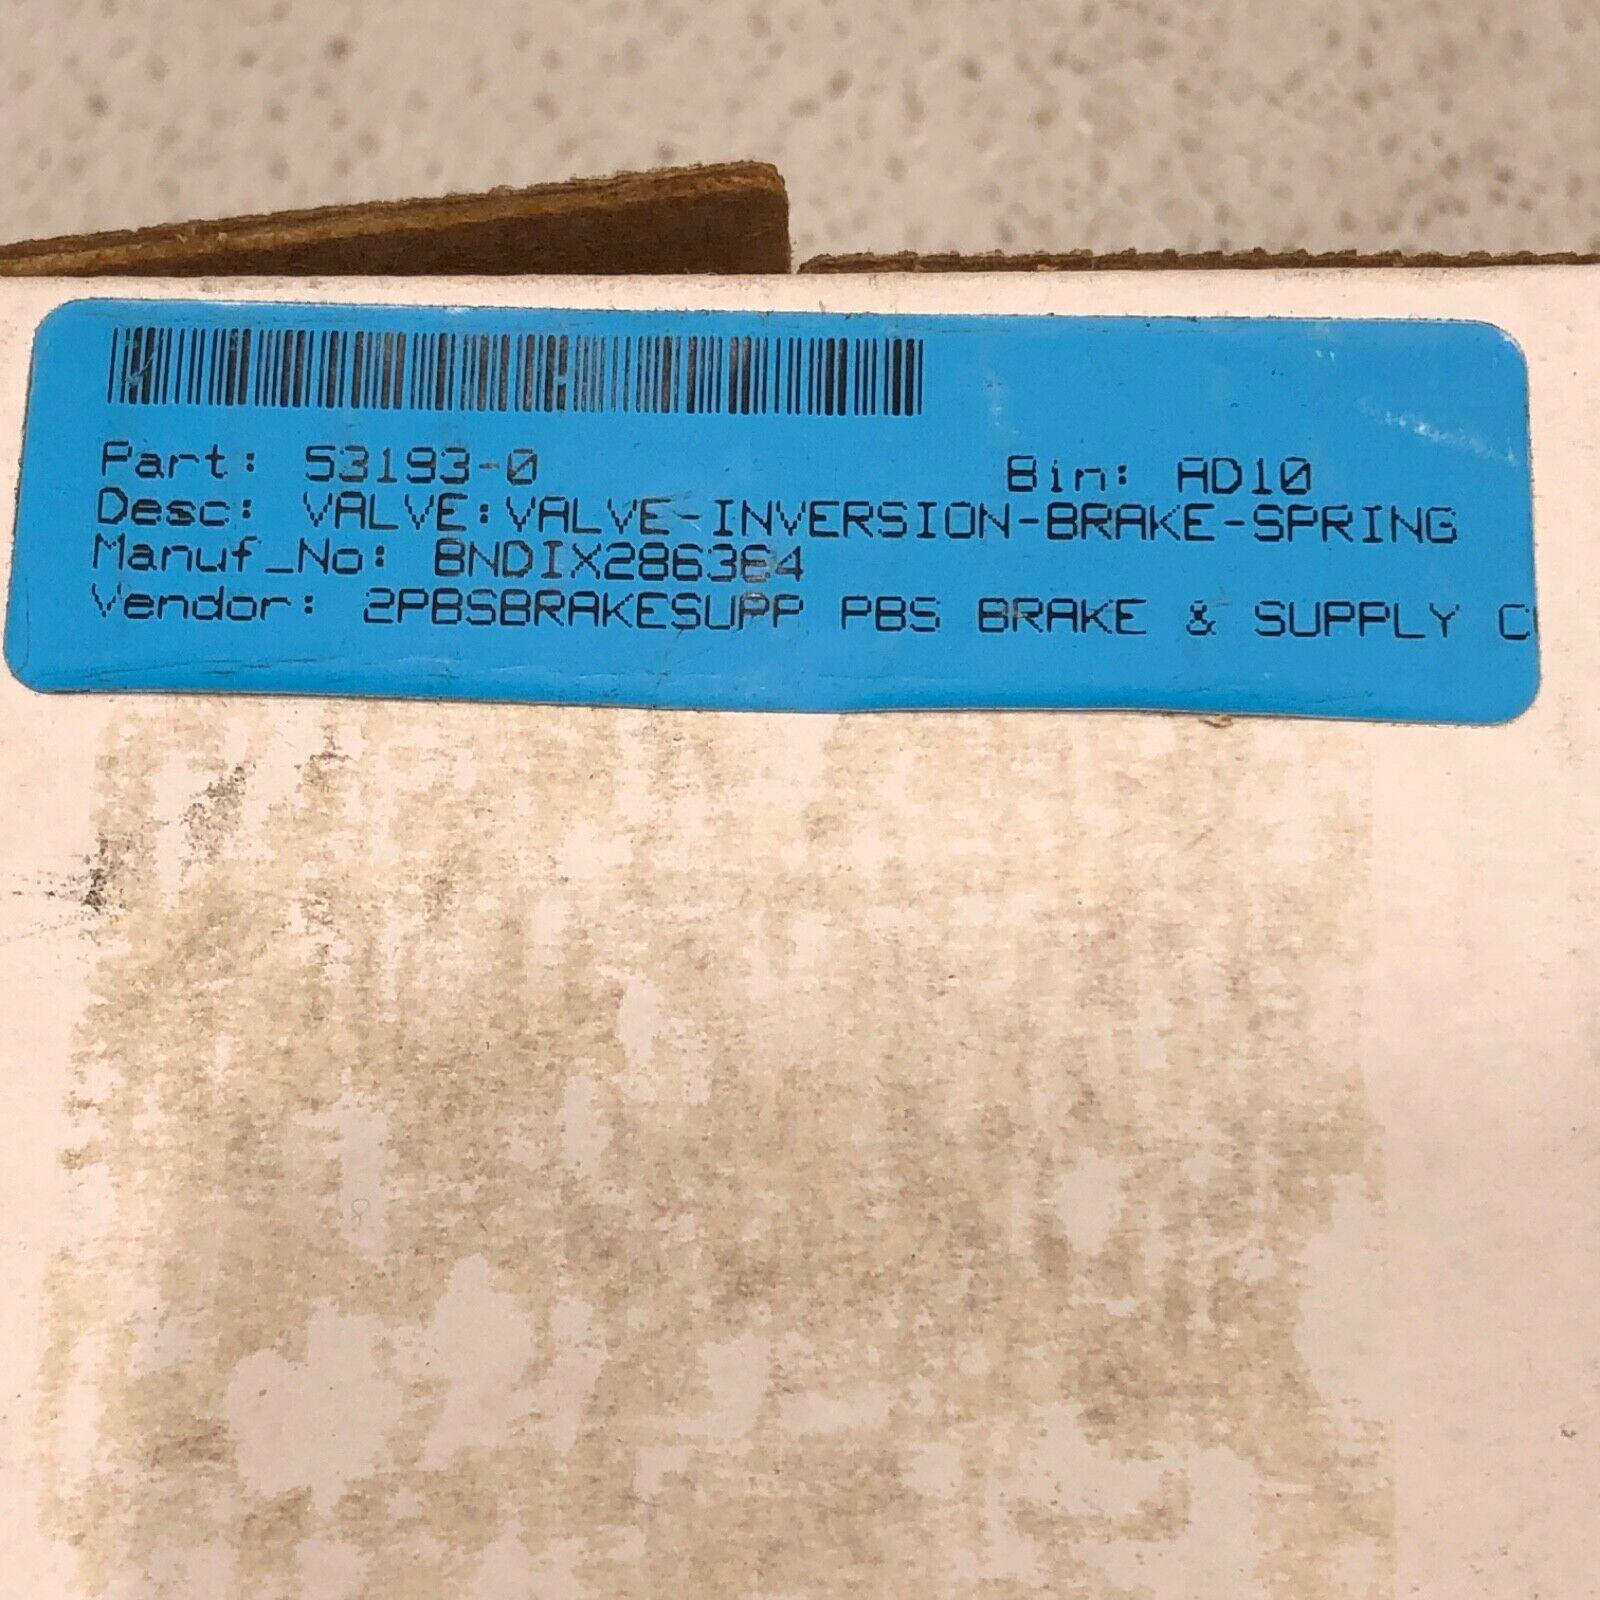 Part: 53193-0 Bin: AD10
Desc: VALVE:VALVE-INVERSION-BRAKE-SPRING
Manuf_No: BNDIX286364
Vendor: 2PBSBRAKESUPP PBS BRAKE & SUPPLY C